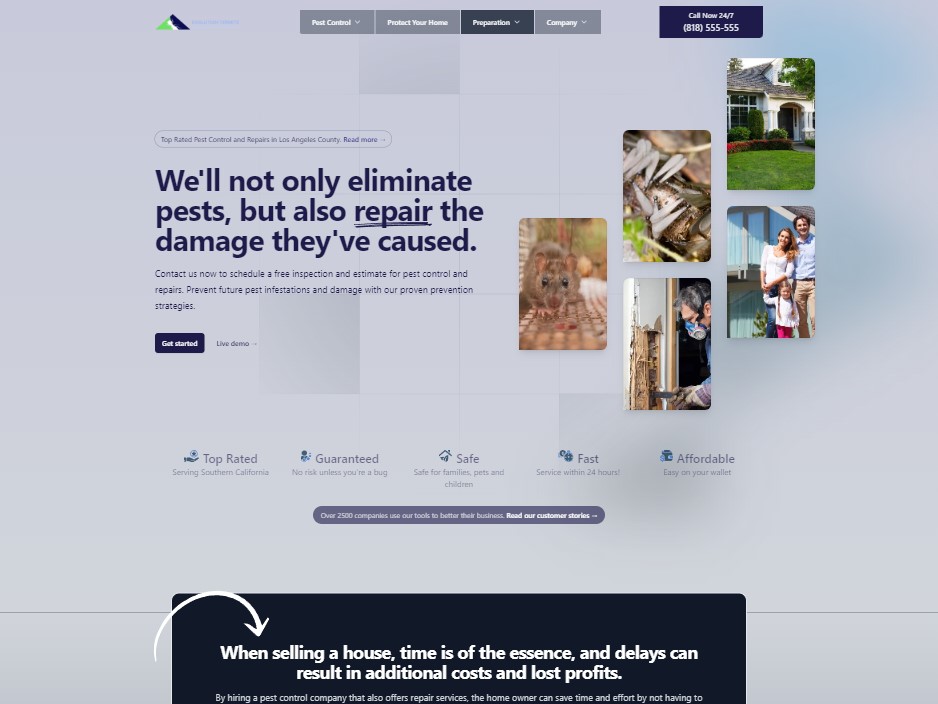 Pest Control
Protect Your Home
Preparation
Company
Call Now 24/7
(818) 555-555
Top Rated Pest Control and Repairs in Los Angeles County. Read more →
We'll not only eliminate
pests, but also repair the
damage they've caused.
Contact us now to schedule a free inspection and estimate for pest control and
repairs. Prevent future pest infestations and damage with our proven prevention
strategies.
Get started
Live demo →
Top Rated
Serving Southern California
Guaranteed
No risk unless you're a bug
Safe
Safe for families, pets and
children
Fast
Service within 24 hours!
Affordable
Easy on your wallet
Over 2500 companies use our tools to better their business. Read our customer stories →
When selling a house, time is of the essence, and delays can
result in additional costs and lost profits.
By hiring a pest control company that also offers repair services, the home owner can save time and effort by not having to